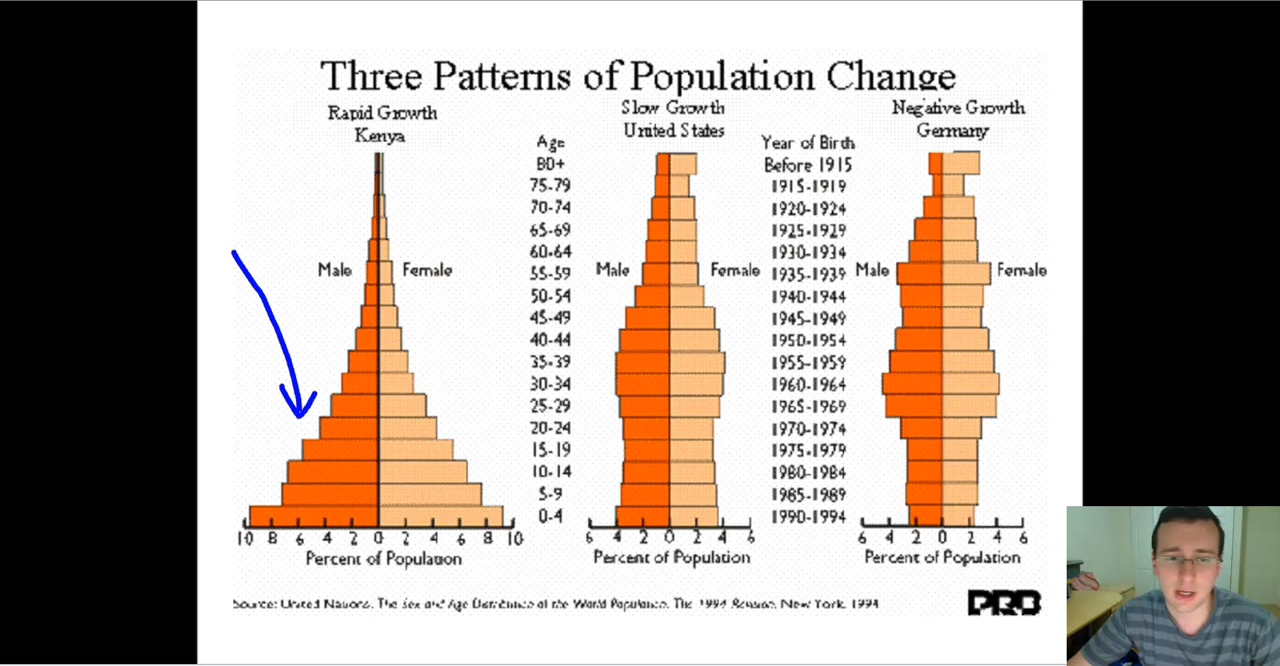 Three Patterns of Population Change
Rapid Growth
Kenya
Slow Growth
United States
Negative Growth
Germany
Age
80+
75-79
70-74
65-69
60-64
55-59
50-54
45-49
40-44
35-39
30-34
25-29
20-24
15-19
10-14
5-9
0-4
Year of Birth
Before 1915
1915-1919
1920-1924
1925-1929
1930-1934
1935-1939
1940-1944
1945-1949
1950-1954
1955-1959
1960-1964
1965-1969
1970-1974
1975-1979
1980-1984
1985-1989
1990-1994
Male Female
Male Female
Male Female
10 8 6 4 2 0 2 4 6 8 10
6 4 2 0 2 4 6
6 4 2 0 2 4 6
Percent of Population
Percent of Population
Percent of Population
Source: United Nations, The Sex and Age Distribution of the World Population, The 1994 Revision, New York, 1994
PRB